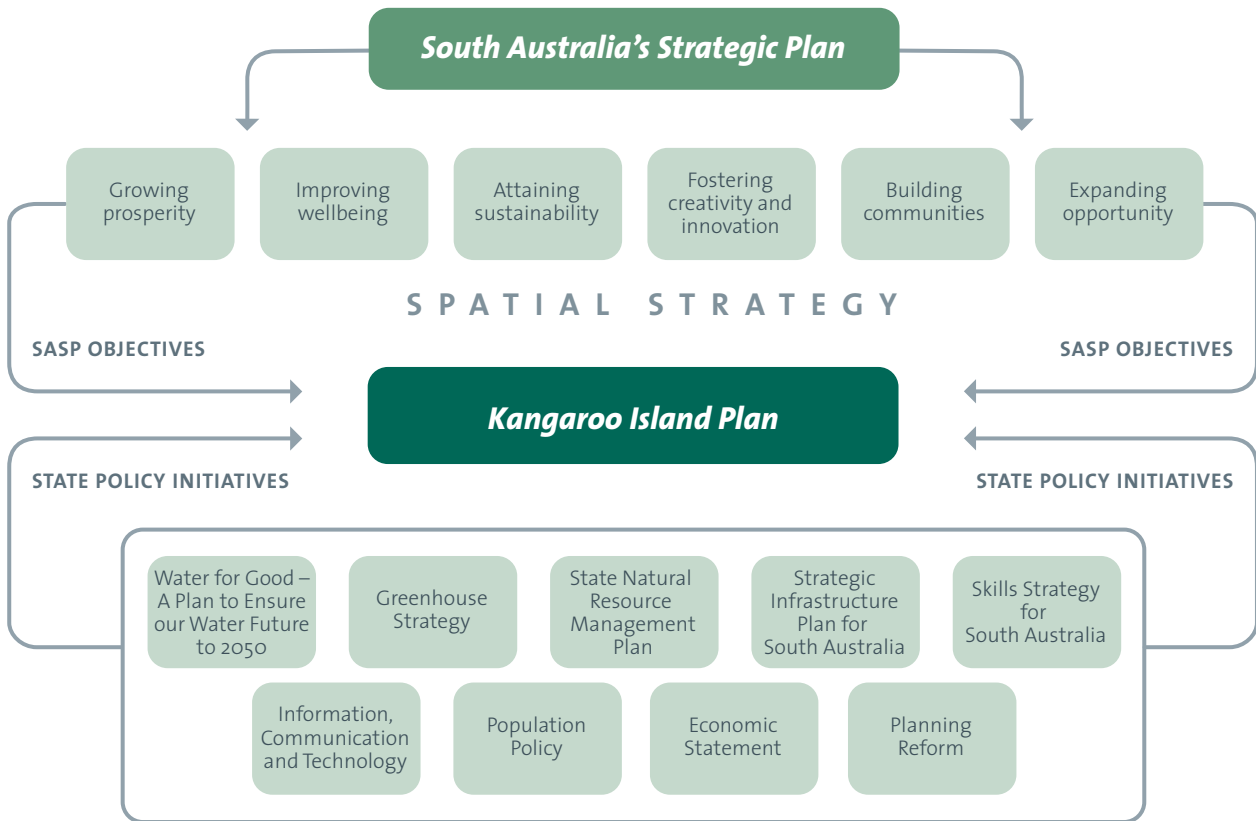 South Australia's Strategic Plan
Growing
prosperity
Improving
wellbeing
Attaining
sustainability
Fostering
creativity and
innovation
Building
communities
Expanding
opportunity
SPATIAL STRATEGY
SASP OBJECTIVES
SASP OBJECTIVES
Kangaroo Island Plan
STATE POLICY INITIATIVES
STATE POLICY INITIATIVES
Water for Good –
A Plan to Ensure
our Water Future
to 2050
Greenhouse
Strategy
State Natural
Resource
Management
Plan
Strategic
Infrastructure
Plan for
South Australia
Skills Strategy
for
South Australia
Information,
Communication
and Technology
Population
Policy
Economic
Statement
Planning
Reform